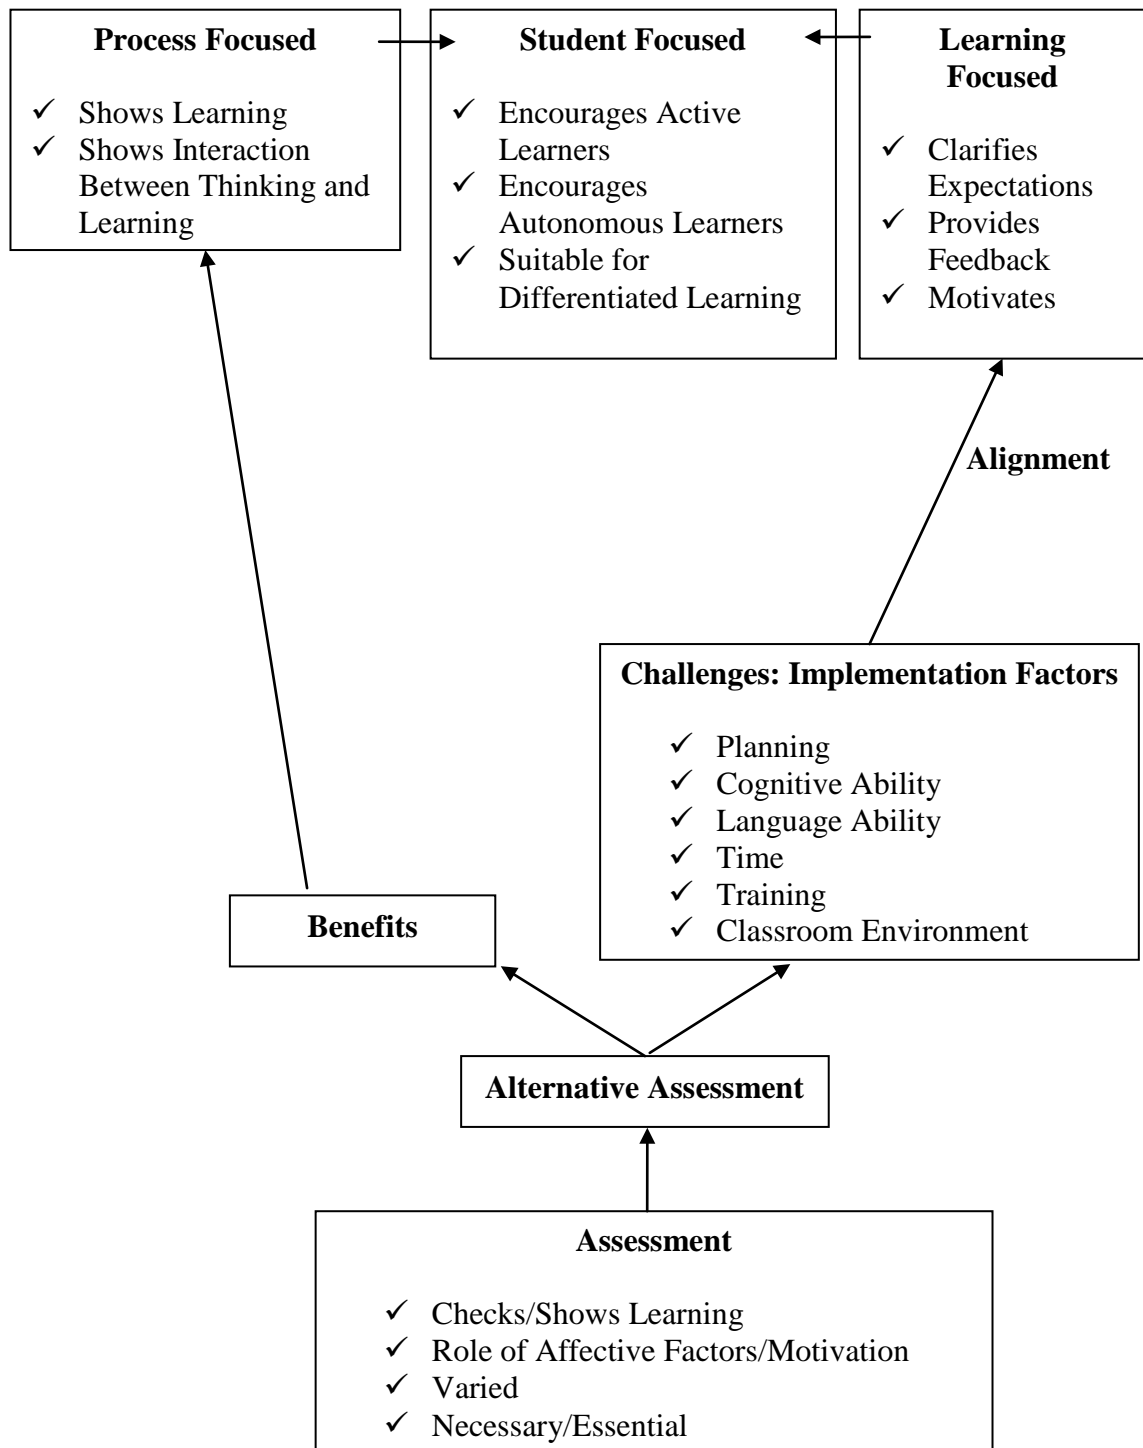 Process Focused
✓ Shows Learning
✓ Shows Interaction
Between Thinking and
Learning
Student Focused
✓ Encourages Active
Learners
✓ Encourages
Autonomous Learners
✓ Suitable for
Differentiated Learning
Learning
Focused
✓ Clarifies
Expectations
✓ Provides
Feedback
✓ Motivates
Alignment
Challenges: Implementation Factors
✓ Planning
✓ Cognitive Ability
✓ Language Ability
✓ Time
✓ Training
✓ Classroom Environment
Benefits
Alternative Assessment
Assessment
✓ Checks/Shows Learning
✓ Role of Affective Factors/Motivation
✓ Varied
✓ Necessary/Essential